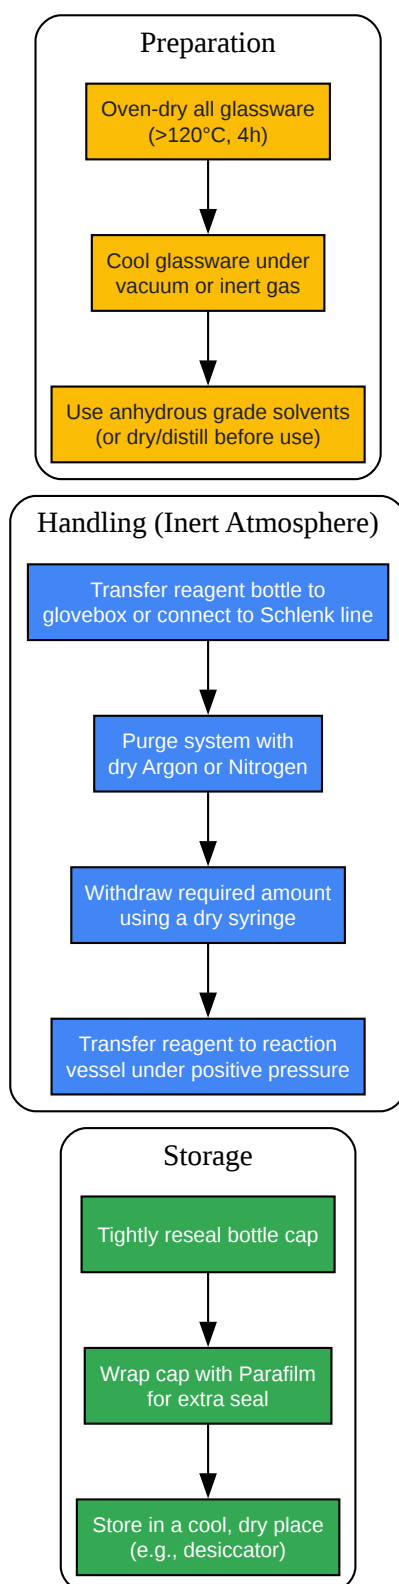 Preparation
Oven-dry all glassware
(>120°C, 4h)
Cool glassware under
vacuum or inert gas
Use anhydrous grade solvents
(or dry/distill before use)
Handling (Inert Atmosphere)
Transfer reagent bottle to
glovebox or connect to Schlenk line
Purge system with
dry Argon or Nitrogen
Withdraw required amount
using a dry syringe
Transfer reagent to reaction
vessel under positive pressure
Storage
Tightly reseal bottle cap
Wrap cap with Parafilm
for extra seal
Store in a cool, dry place
(e.g., desiccator)